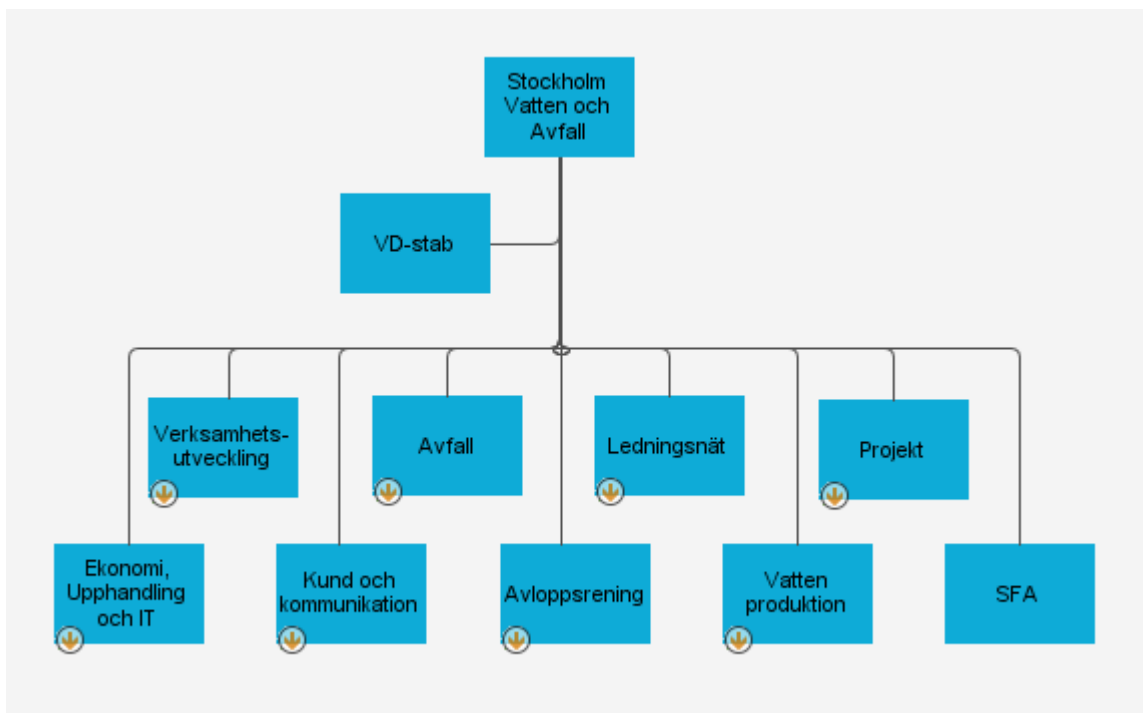 Stockholm
Vatten och
Avfall
VD-stab
Verksamhets-
utveckling
Avfall
Ledningsnät
Projekt
Ekonomi,
Upphandling
och IT
Kund och
kommunikation
Avloppsrening
Vatten
produktion
SFA